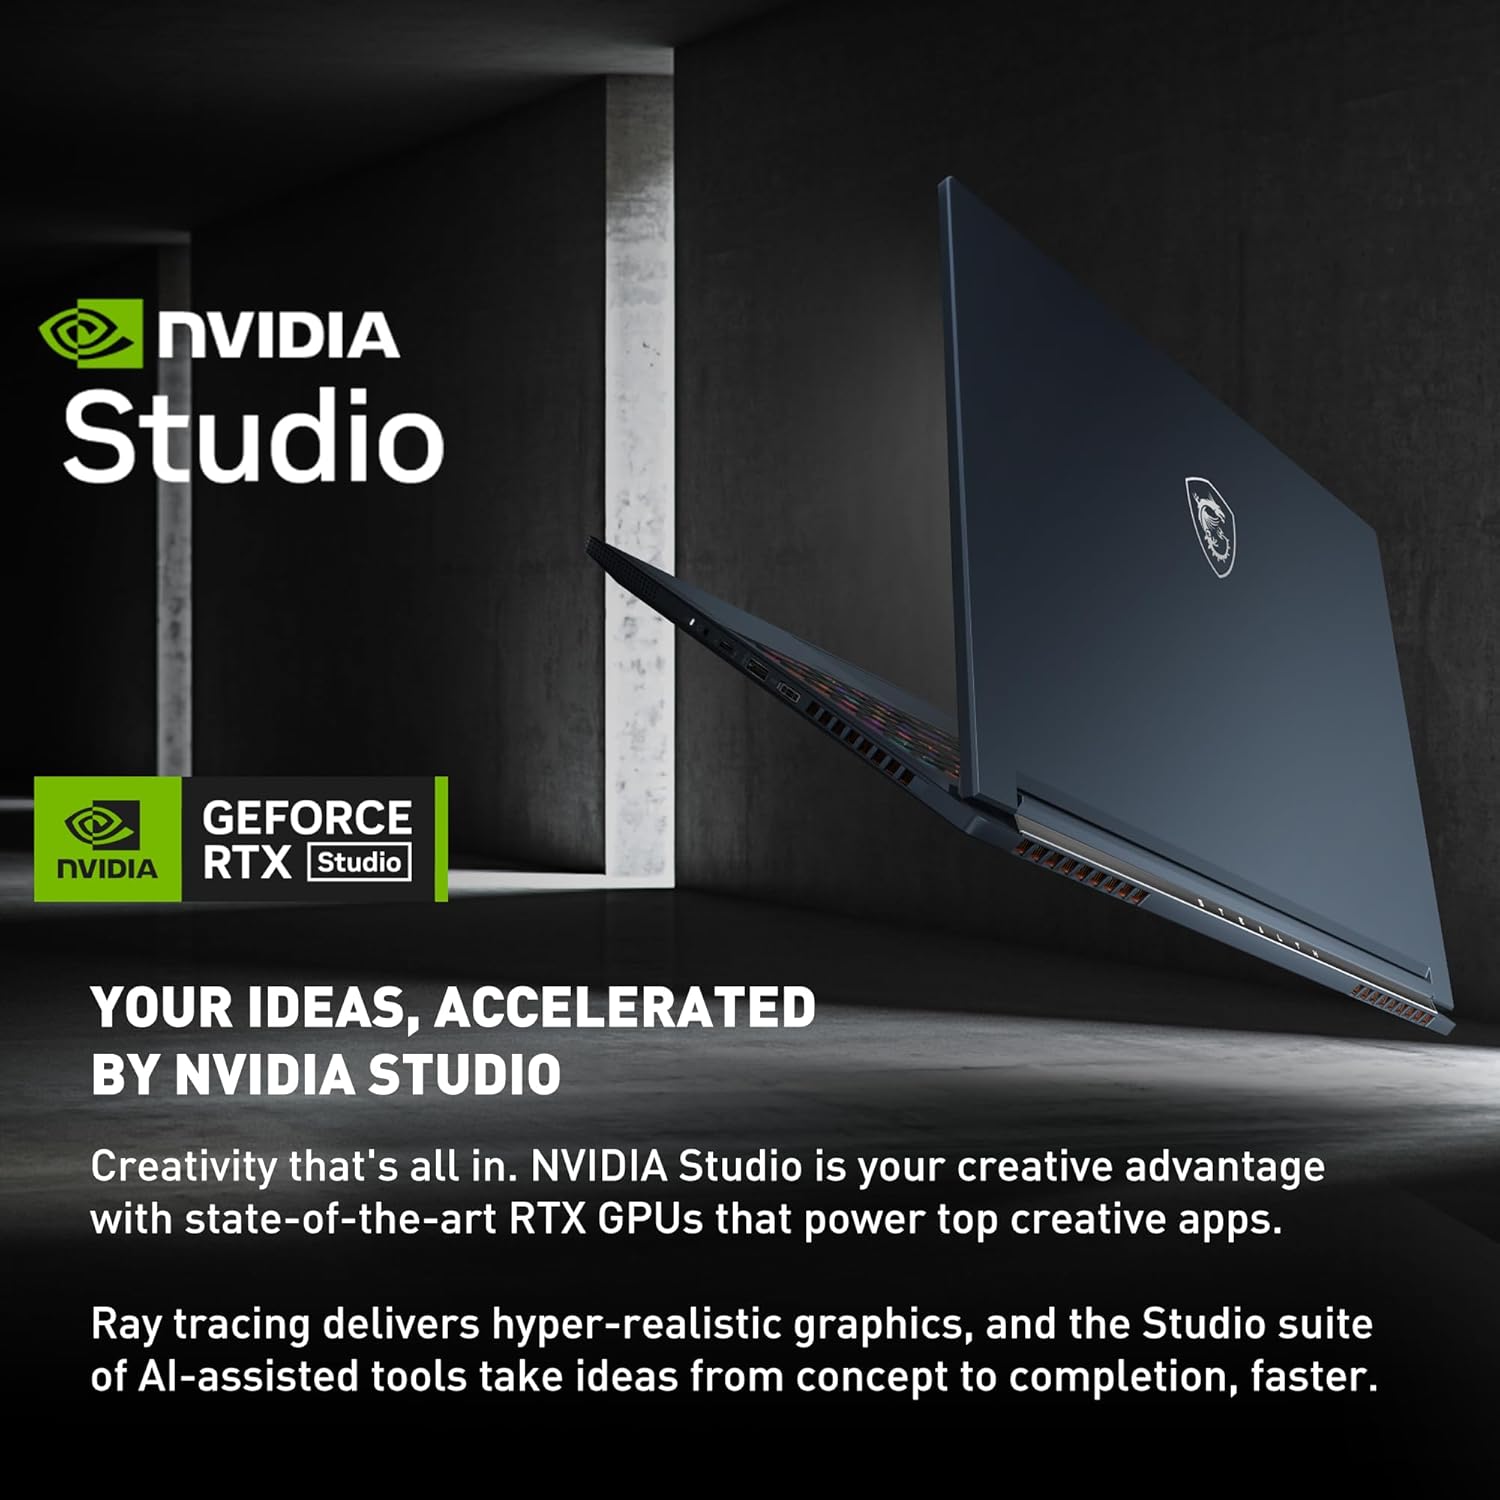 NVIDIA
Studio
NVIDIA
GEFORCE
RTX Studio
STEALTH
YOUR IDEAS, ACCELERATED
BY NVIDIA STUDIO
Creativity that's all in. NVIDIA Studio is your creative advantage
with state-of-the-art RTX GPUs that power top creative apps.
Ray tracing delivers hyper-realistic graphics, and the Studio suite
of AI-assisted tools take ideas from concept to completion, faster.